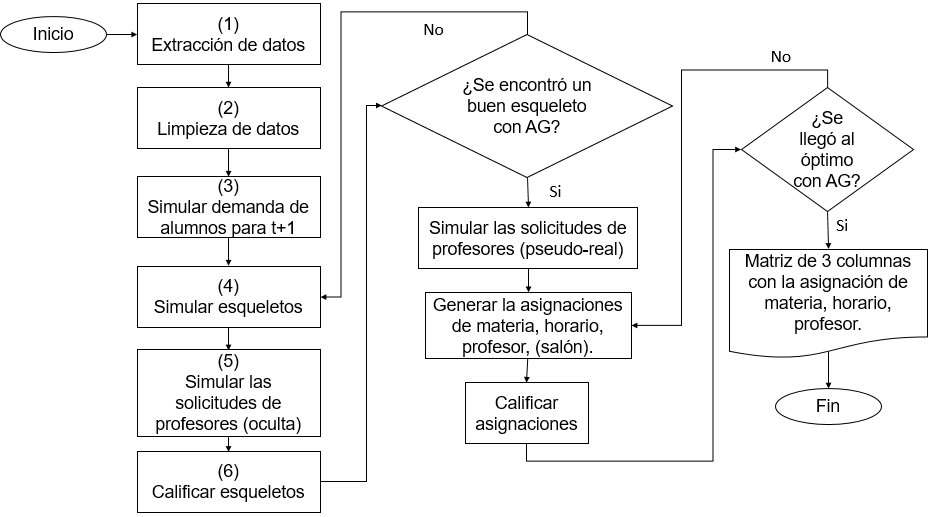 Inicio
(1)
Extracción de datos
(2)
Limpieza de datos
(3)
Simular demanda de
alumnos para t+1
(4)
Simular esqueletos
(5)
Simular las
solicitudes de
profesores (oculta)
(6)
Calificar esqueletos
No
¿Se encontró un
buen esqueleto
con AG?
Si
Simular las solicitudes de
profesores (pseudo-real)
Generar la asignaciones
de materia, horario,
profesor, (salón).
Calificar
asignaciones
No
¿Se
llegó al
óptimo
con AG?
Si
Matriz de 3 columnas
con la asignación de
materia, horario,
profesor.
Fin